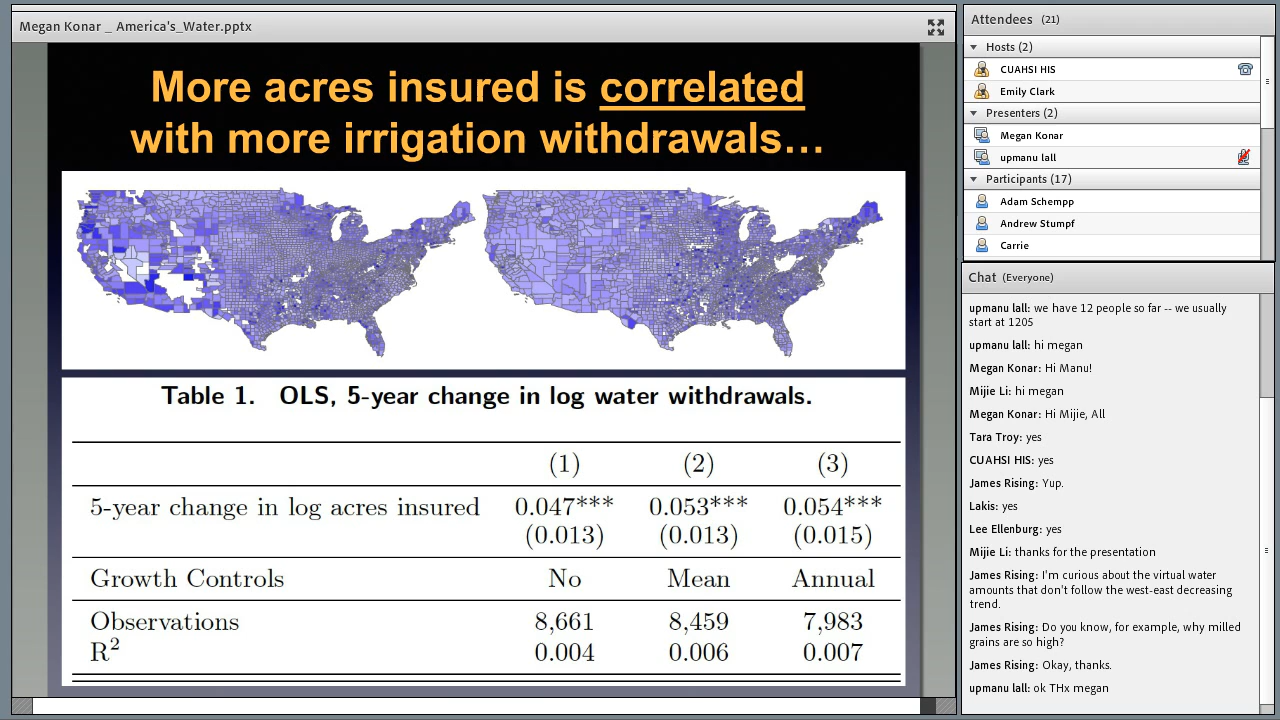 Megan Konar _ America's_Water.pptx
More acres insured is correlated
with more irrigation withdrawals…
Table 1. OLS, 5-year change in log water withdrawals.
(1) (2) (3)
5-year change in log acres insured 0.047*** 0.053*** 0.054***
(0.013) (0.013) (0.015)
Growth Controls No Mean Annual
Observations 8,661 8,459 7,983
R2 0.004 0.006 0.007
Attendees (21)
Hosts (2)
CUAHSI HIS
Emily Clark
Presenters (2)
Megan Konar
upmanu lall
Participants (17)
Adam Schempp
Andrew Stumpf
Carrie
Chat (Everyone)
upmanu lall: we have 12 people so far -- we usually
start at 1205
upmanu lall: hi megan
Megan Konar: Hi Manu!
Mijie Li: hi megan
Megan Konar: Hi Mijie, All
Tara Troy: yes
CUAHSI HIS: yes
James Rising: Yup.
Lakis: yes
Lee Ellenburg: yes
Mijie Li: thanks for the presentation
James Rising: I'm curious about the virtual water
amounts that don't follow the west-east decreasing
trend.
James Rising: Do you know, for example, why milled
grains are so high?
James Rising: Okay, thanks.
upmanu lall: ok THx megan